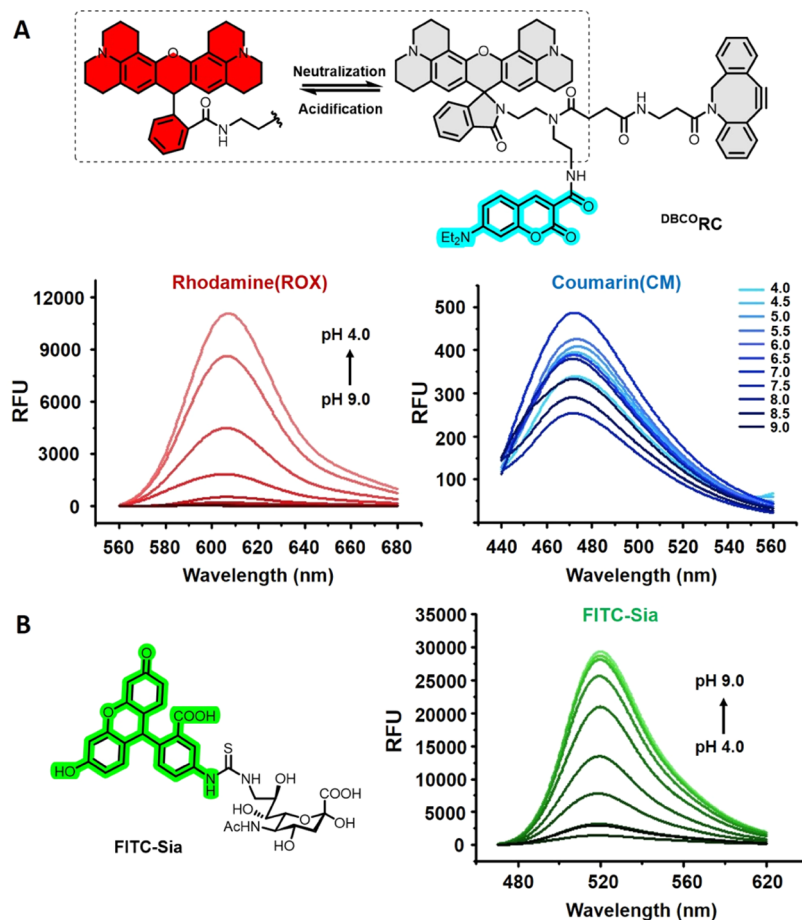 A
N
O
N
Neutralization
Acidification
O
N
H
N
O
N
O
N
N
O
O
H
N
O
N
NH
O
Et₂N
O
O
DBCO RC
Rhodamine(ROX)
12000
9000
6000
3000
0
RFU
pH 4.0
pH 9.0
560 580 600 620 640 660 680
Wavelength (nm)
Coumarin(CM)
500
400
300
200
100
RFU
4.0
4.5
5.0
5.5
6.0
6.5
7.0
7.5
8.0
8.5
9.0
440 460 480 500 520 540 560
Wavelength (nm)
B
O
O
COOH
HO
N
H
S
NH
OH
HO
COOH
O
OH
AcHN
OH
FITC-Sia
FITC-Sia
35000
30000
25000
20000
15000
10000
5000
0
RFU
pH 9.0
pH 4.0
480 520 560 620
Wavelength (nm)